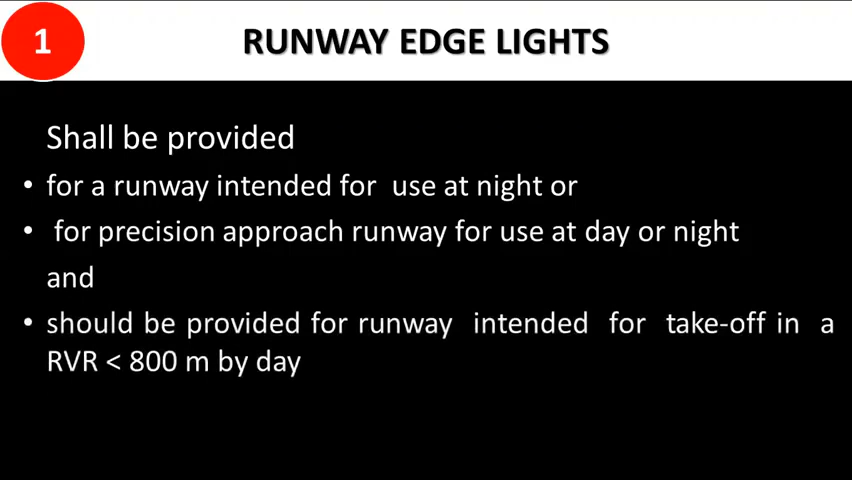 1
RUNWAY EDGE LIGHTS
Shall be provided
• for a runway intended for use at night or
• for precision approach runway for use at day or night
and
• should be provided for runway intended for take-off in a
RVR < 800 m by day